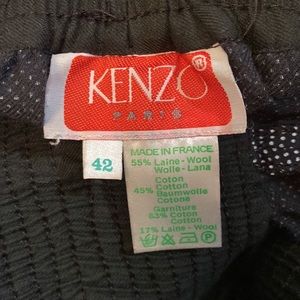 KENZO
PARIS
42
MADE IN FRANCE
55% Laine - Wool
Wolle - Lana
Coton
45% Cotton
Baumwolle
Cotone
Garniture
83% Coton
Cotton
17% Laine - Wool
P